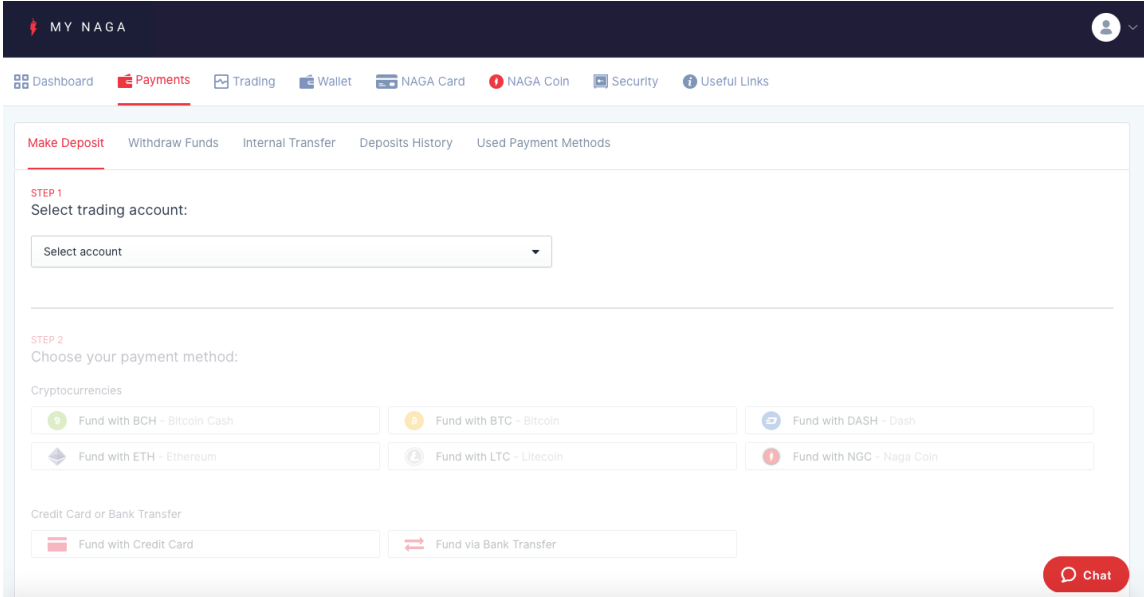 MY NAGA
Dashboard Payments Trading Wallet NAGA Card NAGA Coin Security Useful Links
Make Deposit Withdraw Funds Internal Transfer Deposits History Used Payment Methods
STEP 1
Select trading account:
Select account
STEP 2
Choose your payment method:
Cryptocurrencies
Fund with BCH - Bitcoin Cash Fund with BTC - Bitcoin Fund with DASH - Dash
Fund with ETH - Ethereum Fund with LTC - Litecoin Fund with NGC - Naga Coin
Credit Card or Bank Transfer
Fund with Credit Card Fund via Bank Transfer
Chat